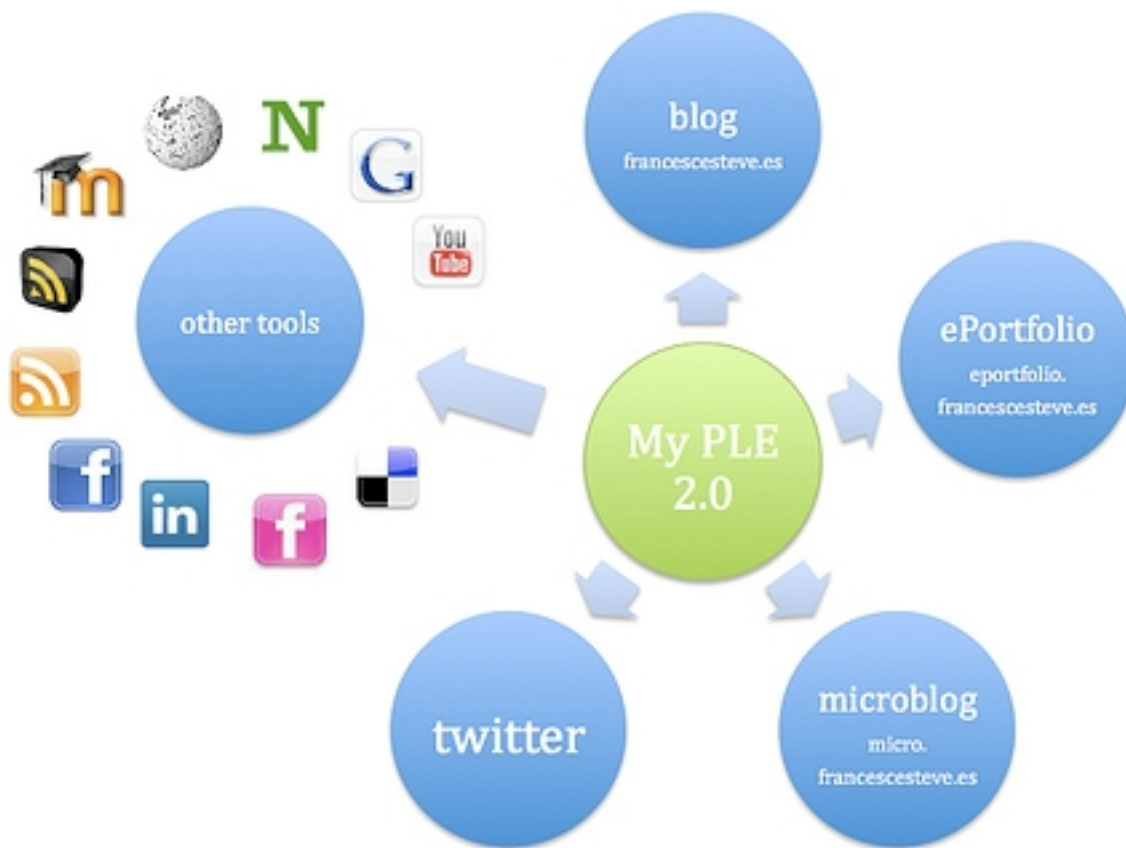 blog
francescesteve.es
N
G
m
You
Tube
other tools
ePortfolio
eportfolio.
francescesteve.es
My PLE
2.0
f
in
f
twitter
microblog
micro.
francescesteve.es